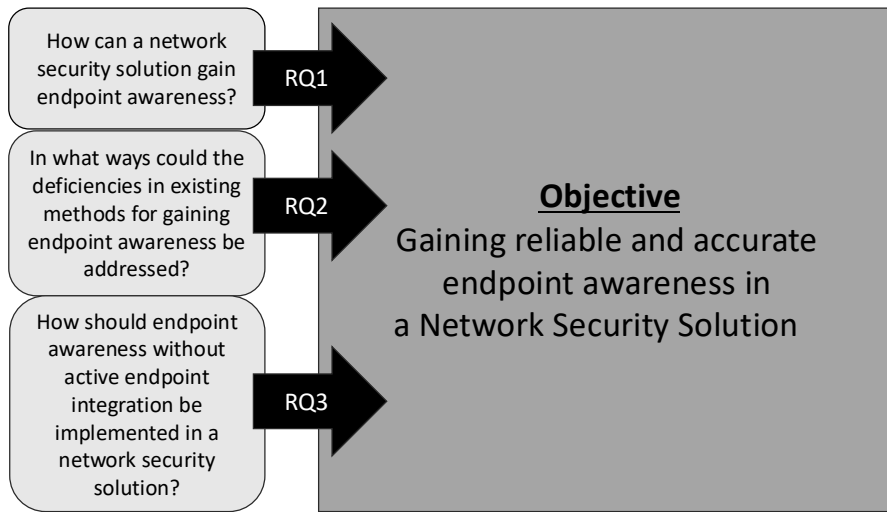 How can a network
security solution gain
endpoint awareness?
RQ1
In what ways could the
deficiencies in existing
methods for gaining
endpoint awareness be
addressed?
RQ2
How should endpoint
awareness without
active endpoint
integration be
implemented in a
network security
solution?
RQ3
Objective
Gaining reliable and accurate
endpoint awareness in
a Network Security Solution